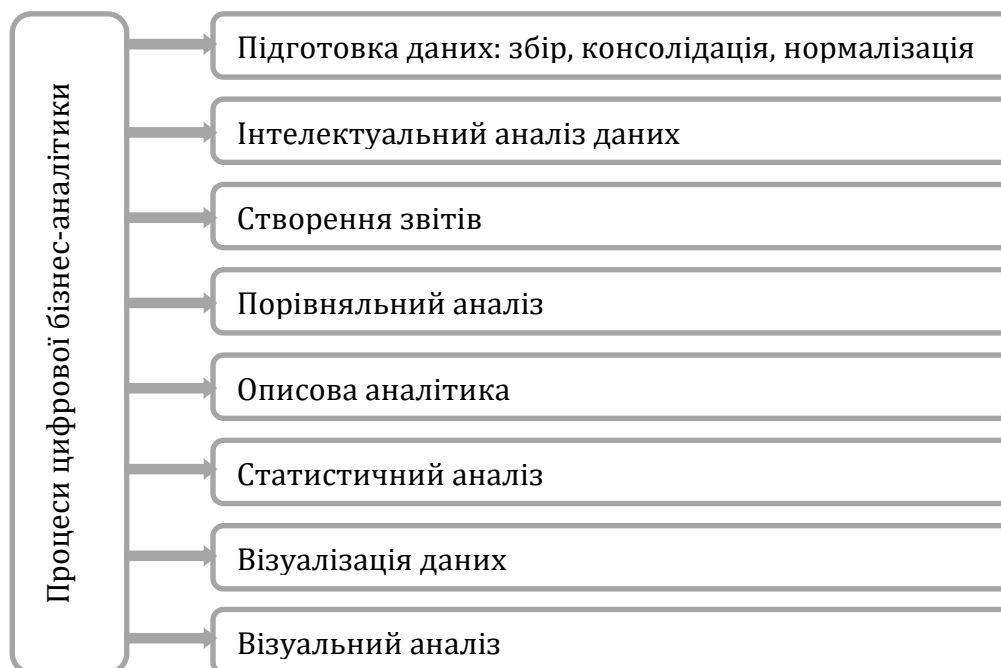 Процеси цифрової бізнес-аналітики
Підготовка даних: збір, консолідація, нормалізація
Інтелектуальний аналіз даних
Створення звітів
Порівняльний аналіз
Описова аналітика
Статистичний аналіз
Візуалізація даних
Візуальний аналіз